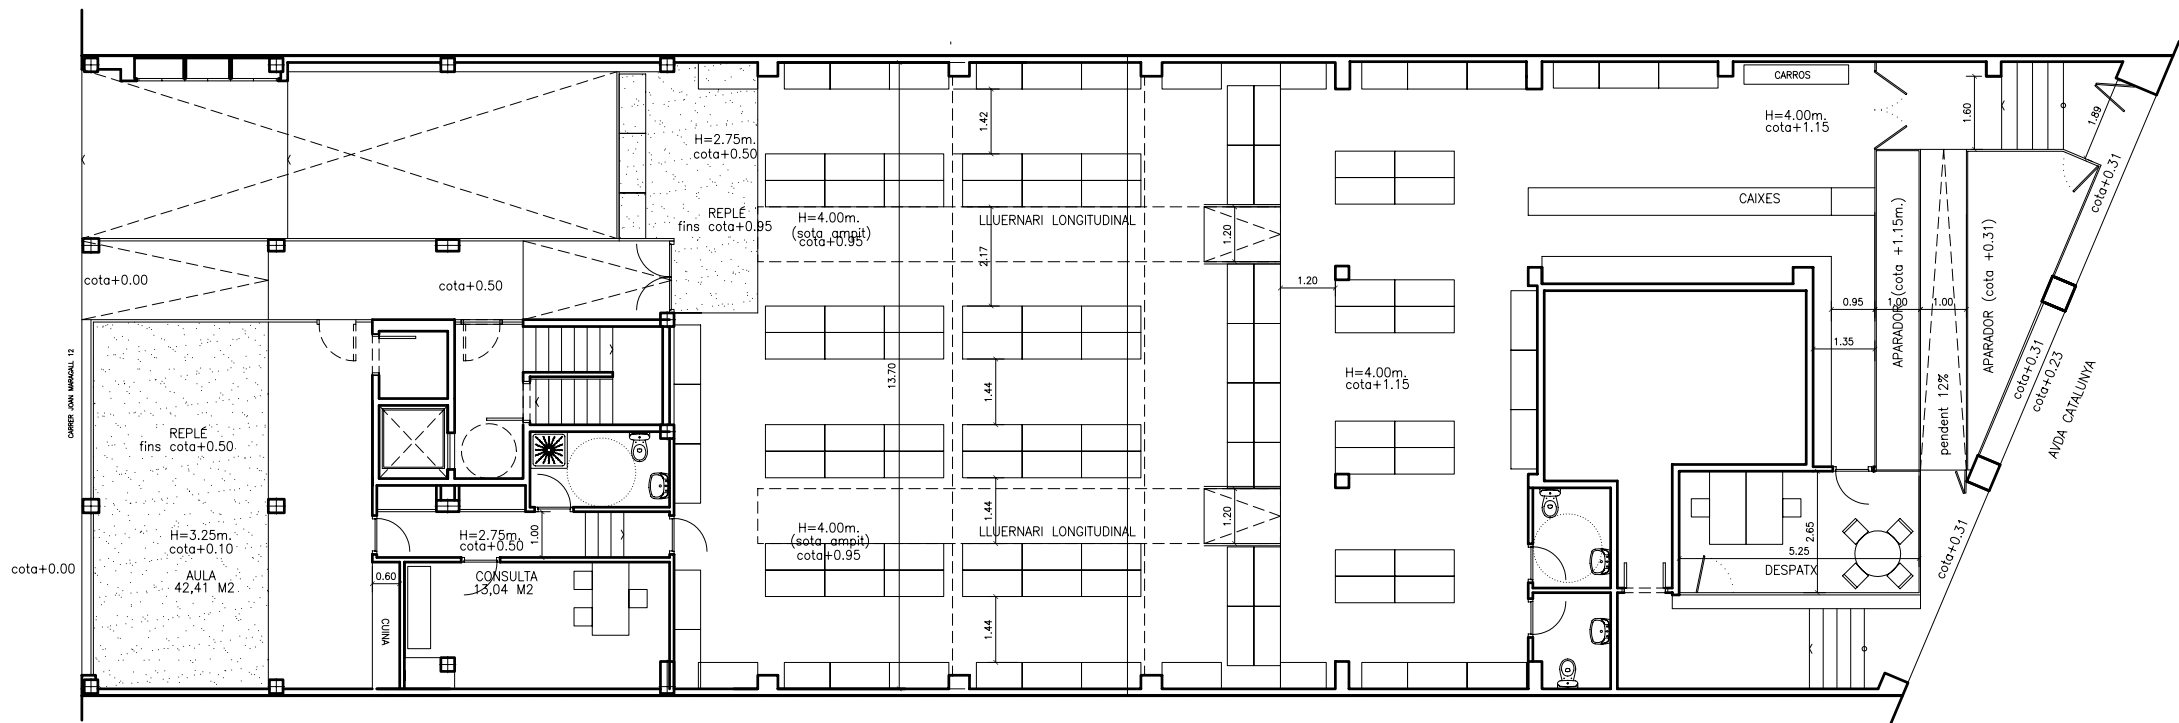 CARROS
H=4.00m.
cota+1.15
1.60
1.89
1.42
H=2.75m.
cota+0.50
REPLÉ
fins cota+0.95
H=4.00m.
(sota ampit)
cota+0.95
LLUERNARI LONGITUDINAL
1.20
2.17
CAIXES
cota+0.31
cota+0.00
cota+0.50
1.20
APARADOR (cota +1.15m.)
APARADOR (cota +0.31)
0.95
1.00
1.00
1.35
CARRER JOAN MARAGALL 12
13.70
1.44
H=4.00m.
cota+1.15
pendent 12%
cota+0.31
cota+0.23
AVDA CATALUNYA
REPLÉ
fins cota+0.50
1.44
H=4.00m.
(sota ampit)
cota+0.95
LLUERNARI LONGITUDINAL
1.20
H=3.25m.
cota+0.10
H=2.75m.
cota+0.50
1.00
2.65
5.25
DESPATX
cota+0.31
cota+0.00
AULA
42,41 M2
0.60
CONSULTA
13,04 M2
CUINA
1.44